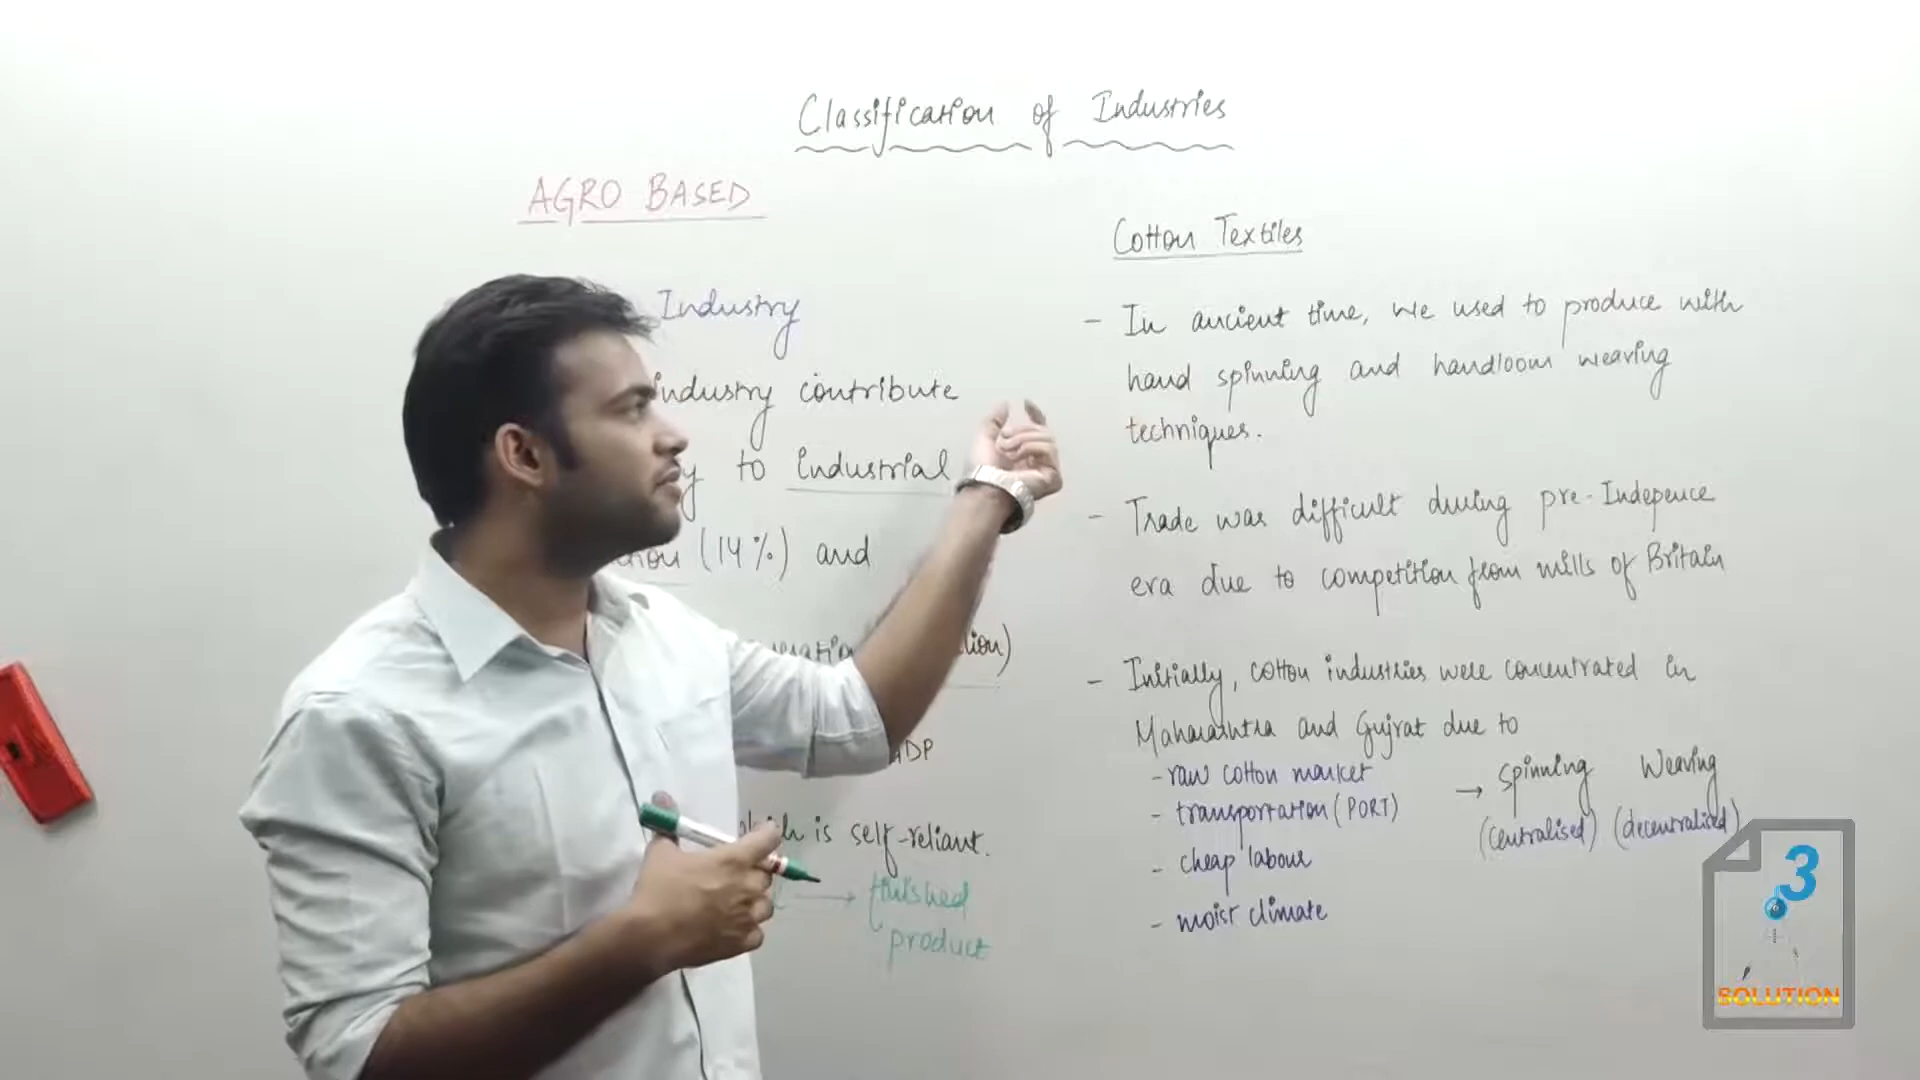 Classification of Industries
AGRO BASED
Industry
industry contribute
to industrial
(14%) and
GDP
is self-reliant.
→ finished
product
Cotton Textiles
- In ancient time, we used to produce with
hand spinning and handloom weaving
techniques.
- Trade was difficult during pre-Indepence
era due to competition from mills of Britain
- Initially, cotton industries were concentrated in
Maharashtra and Gujrat due to
- raw cotton market
- transportation (PORT)
- cheap labour
- moist climate
→ Spinning Weaving
(centralised) (decentralised)
3
SOLUTION